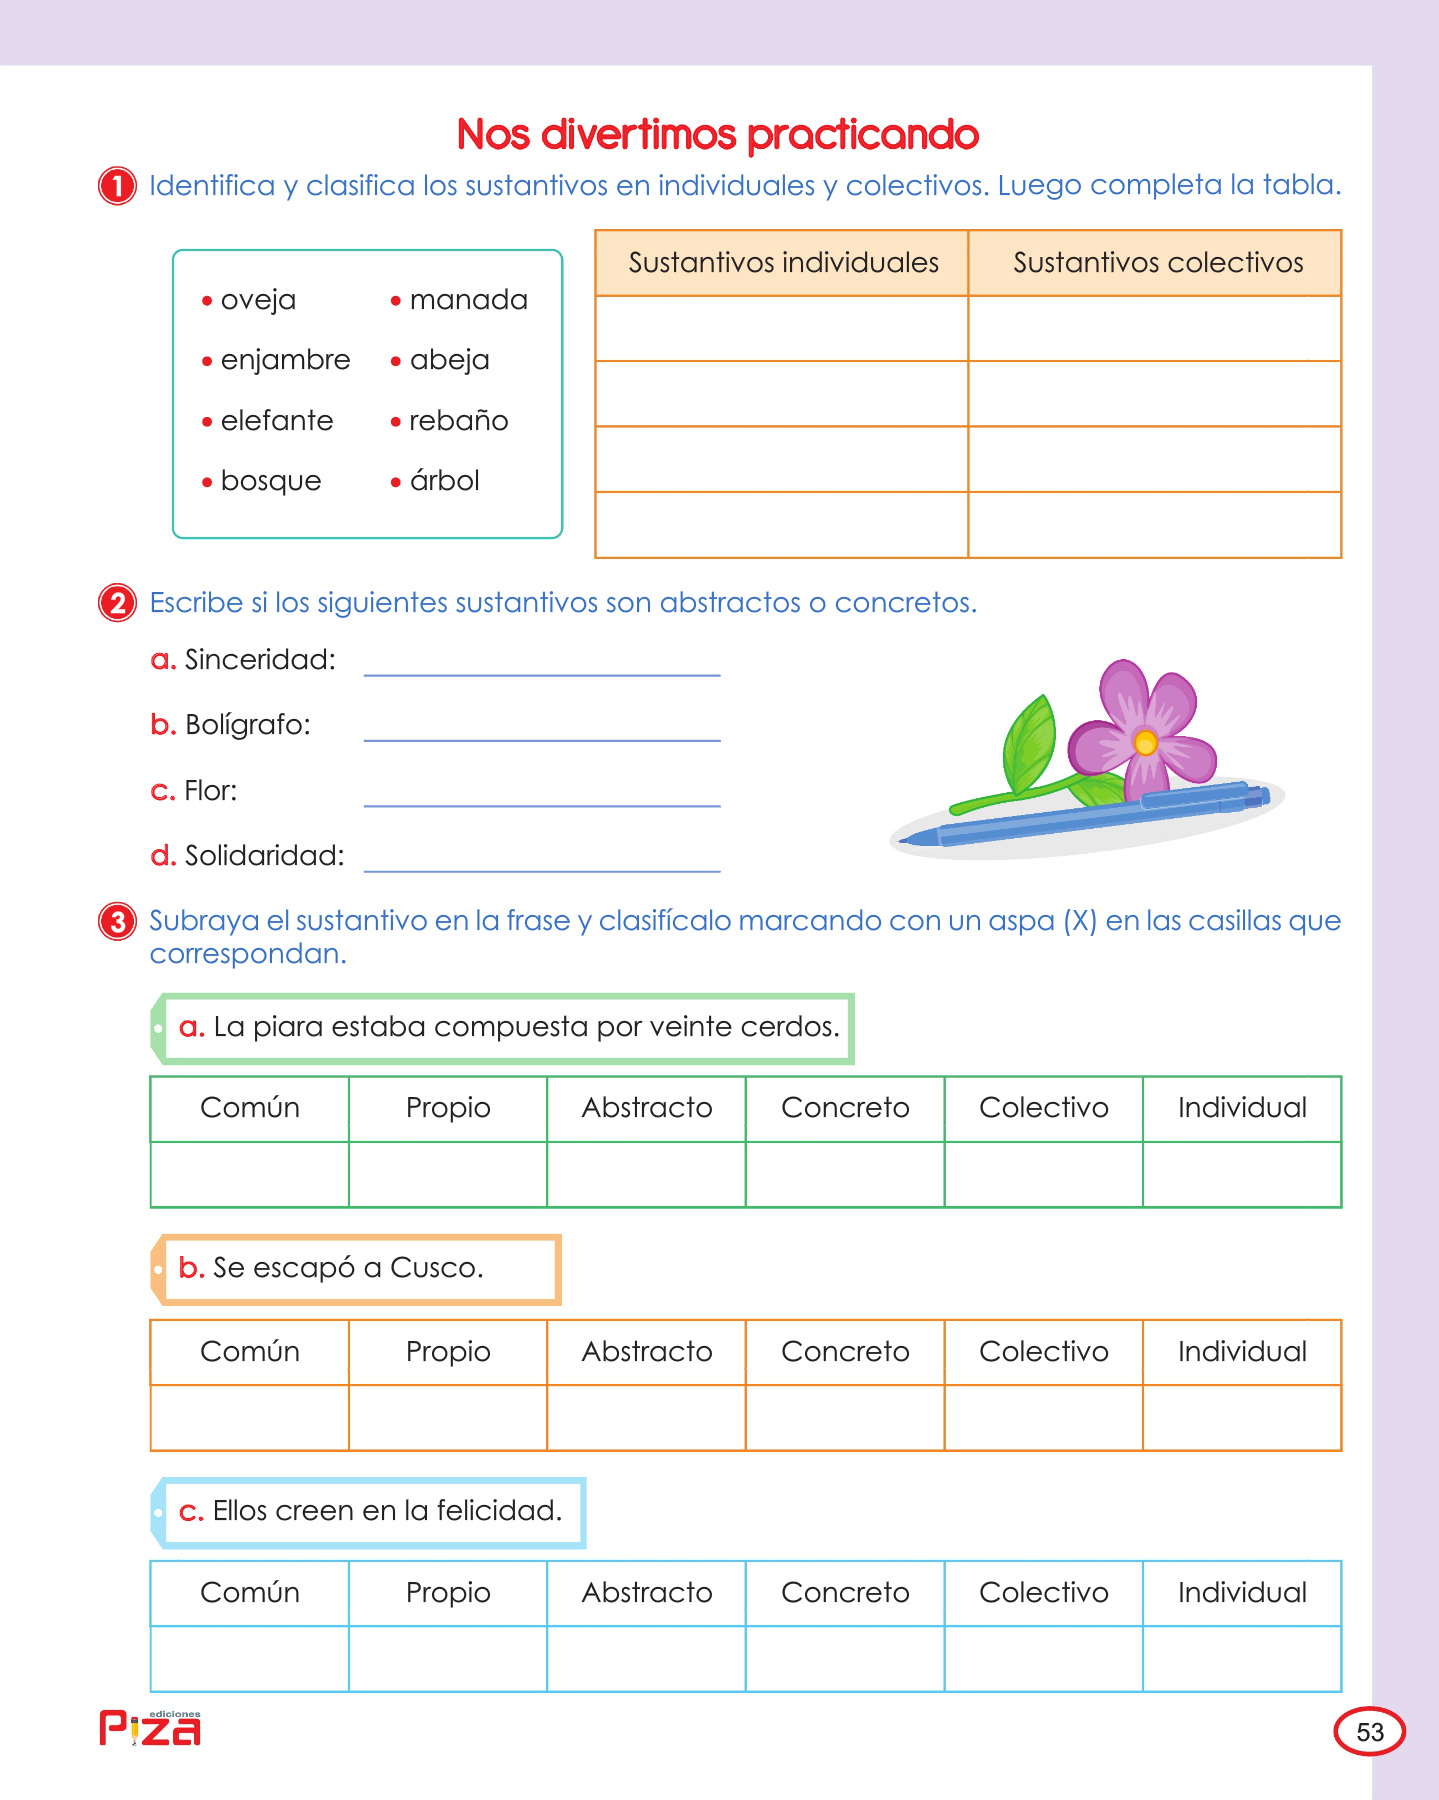 Nos divertimos practicando
1 Identifica y clasifica los sustantivos en individuales y colectivos. Luego completa la tabla.
• oveja • manada
• enjambre • abeja
• elefante • rebaño
• bosque • árbol
Sustantivos individuales Sustantivos colectivos
2 Escribe si los siguientes sustantivos son abstractos o concretos.
a. Sinceridad:
b. Bolígrafo:
c. Flor:
d. Solidaridad:
3 Subraya el sustantivo en la frase y clasifícalo marcando con un aspa (X) en las casillas que
correspondan.
a. La piara estaba compuesta por veinte cerdos.
Común Propio Abstracto Concreto Colectivo Individual
b. Se escapó a Cusco.
Común Propio Abstracto Concreto Colectivo Individual
c. Ellos creen en la felicidad.
Común Propio Abstracto Concreto Colectivo Individual
ediciones
Piza
53